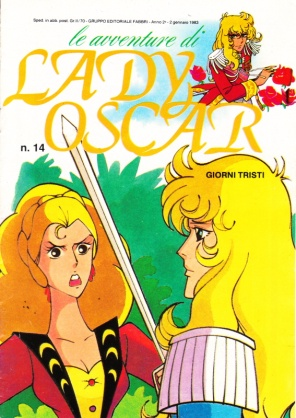 Sped. in abb. post. Gr II/70 - GRUPPO EDITORIALE FABBRI - Anno 21 - 2 gennaio 1983
le avventure di
LADY
OSCAR
n. 14
GIORNI TRISTI